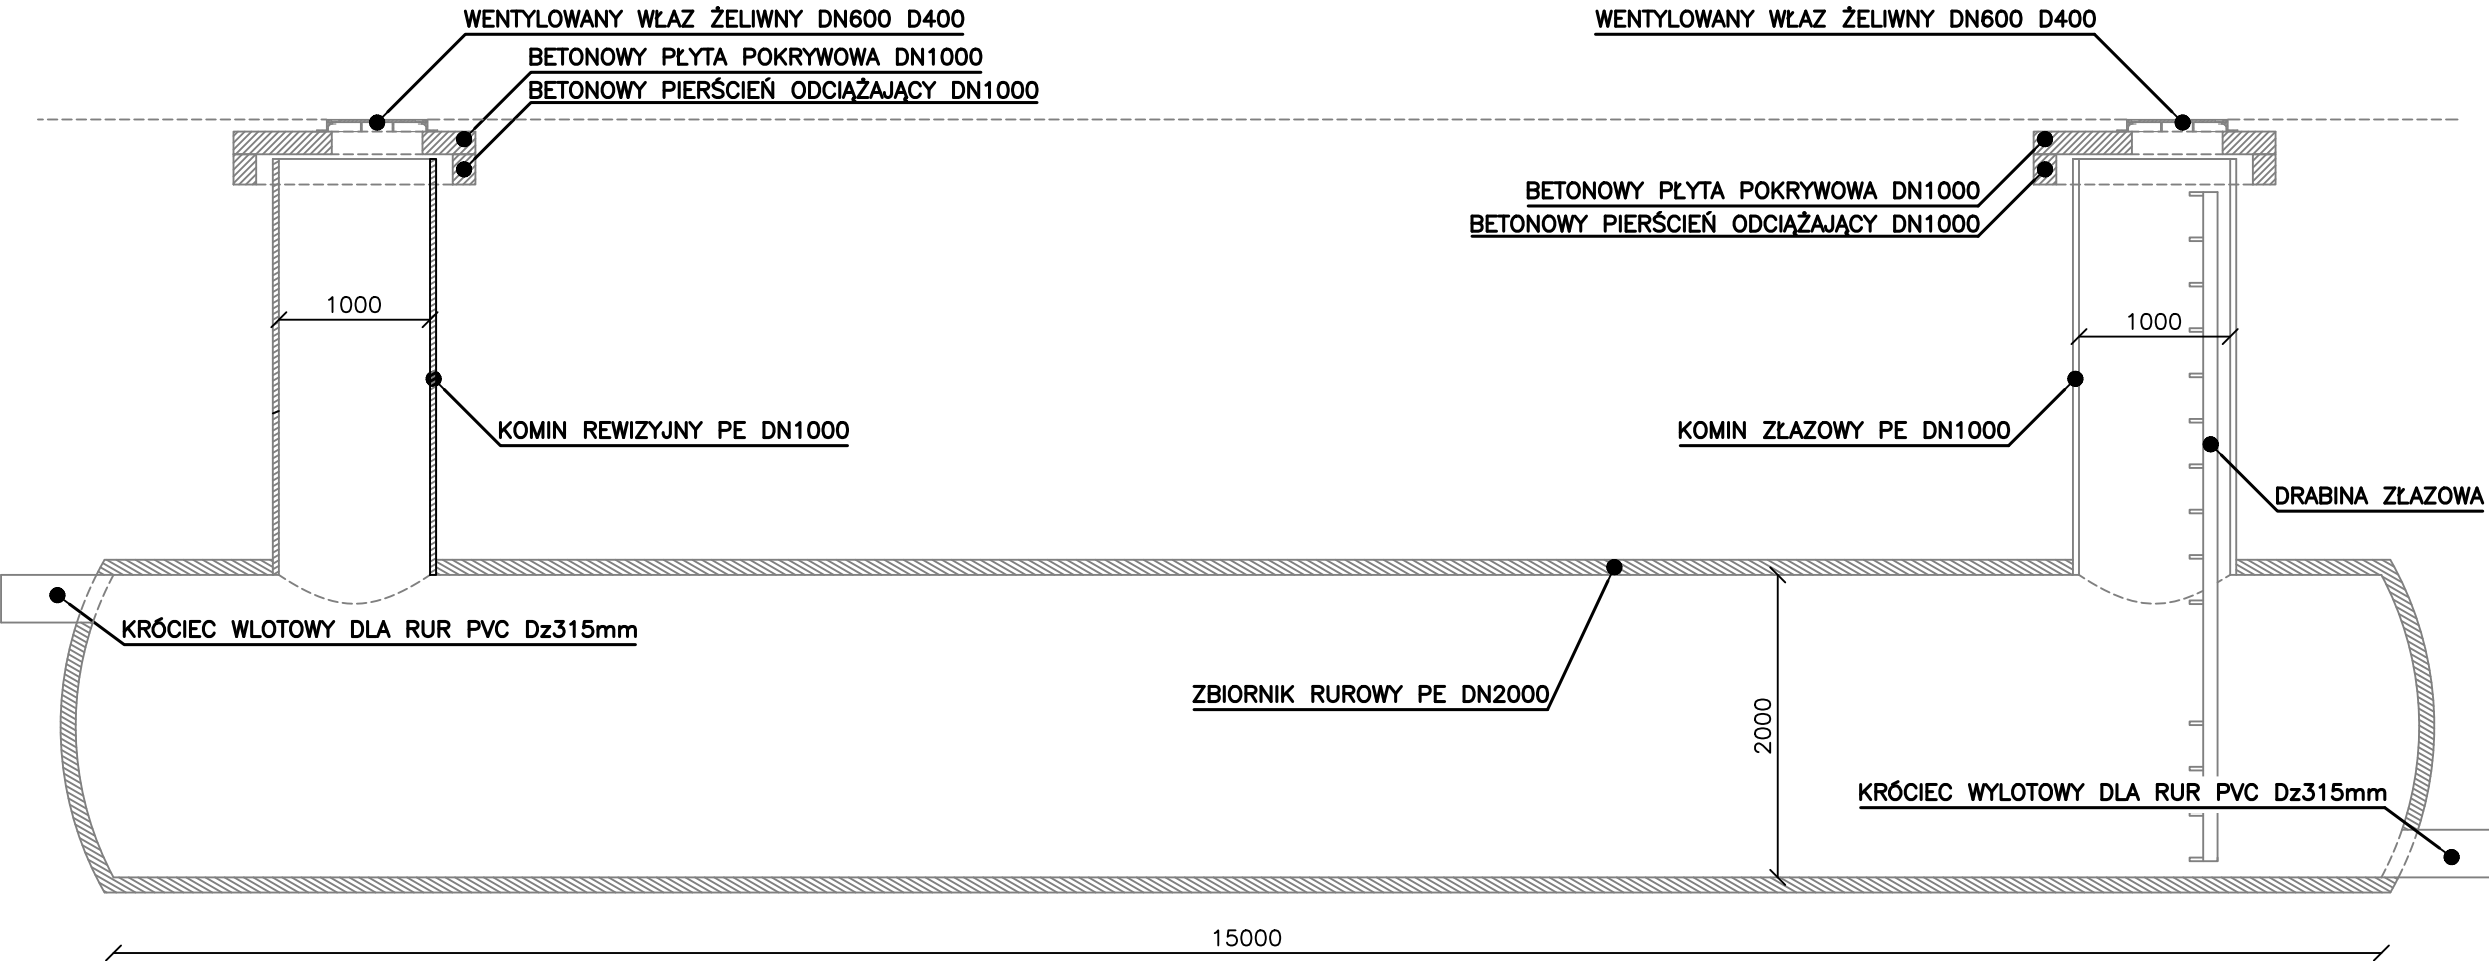 WENTYLOWANY WŁAZ ŻELIWNY DN600 D400
WENTYLOWANY WŁAZ ŻELIWNY DN600 D400
BETONOWY PŁYTA POKRYWOWA DN1000
BETONOWY PIERŚCIEŃ ODCIĄŻAJĄCY DN1000
BETONOWY PŁYTA POKRYWOWA DN1000
BETONOWY PIERŚCIEŃ ODCIĄŻAJĄCY DN1000
1000
1000
KOMIN REWIZYJNY PE DN1000
KOMIN ZŁAZOWY PE DN1000
DRABINA ZŁAZOWA
KRÓCIEC WLOTOWY DLA RUR PVC Dz315mm
ZBIORNIK RUROWY PE DN2000
2000
KRÓCIEC WYLOTOWY DLA RUR PVC Dz315mm
15000